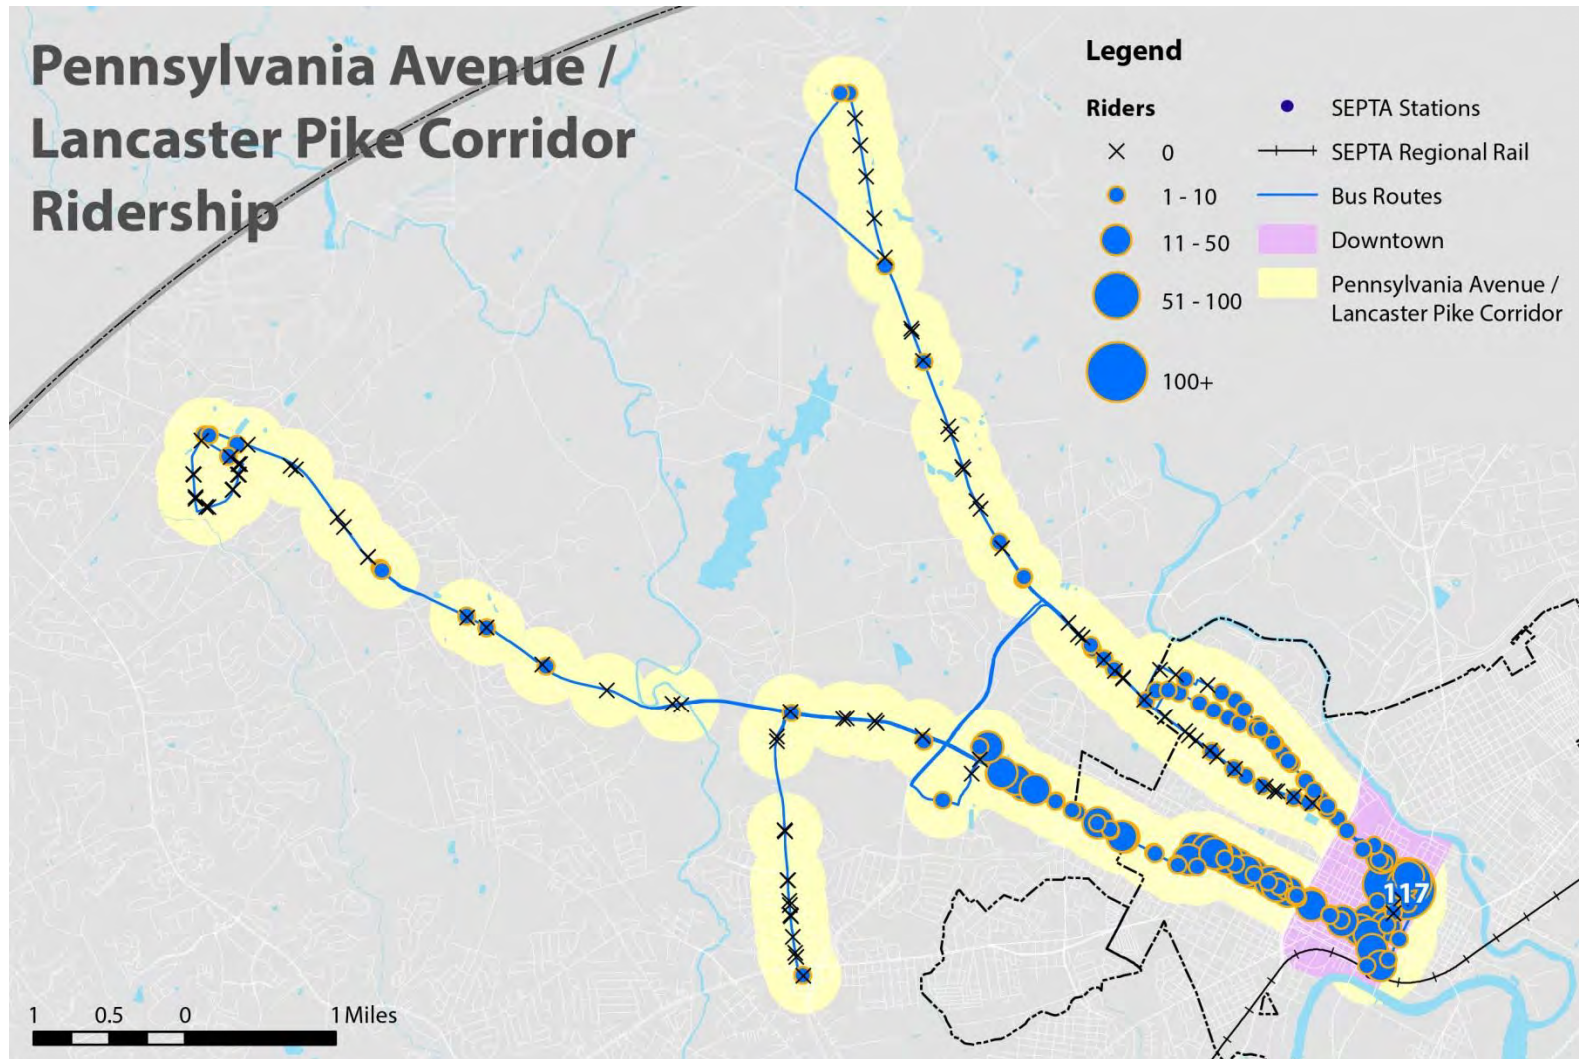 Pennsylvania Avenue /
Lancaster Pike Corridor
Ridership
Legend
Riders
0
1 - 10
11 - 50
51 - 100
100+
SEPTA Stations
SEPTA Regional Rail
Bus Routes
Downtown
Pennsylvania Avenue /
Lancaster Pike Corridor
117
1 0.5 0 1 Miles